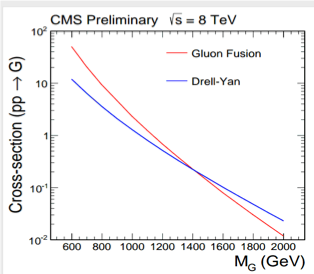 CMS Preliminary √s = 8 TeV
10²
Gluon Fusion
Drell-Yan
10
1
10⁻¹
10⁻²
Cross-section (pp → G)
600 800 1000 1200 1400 1600 1800 2000
M_G (GeV)